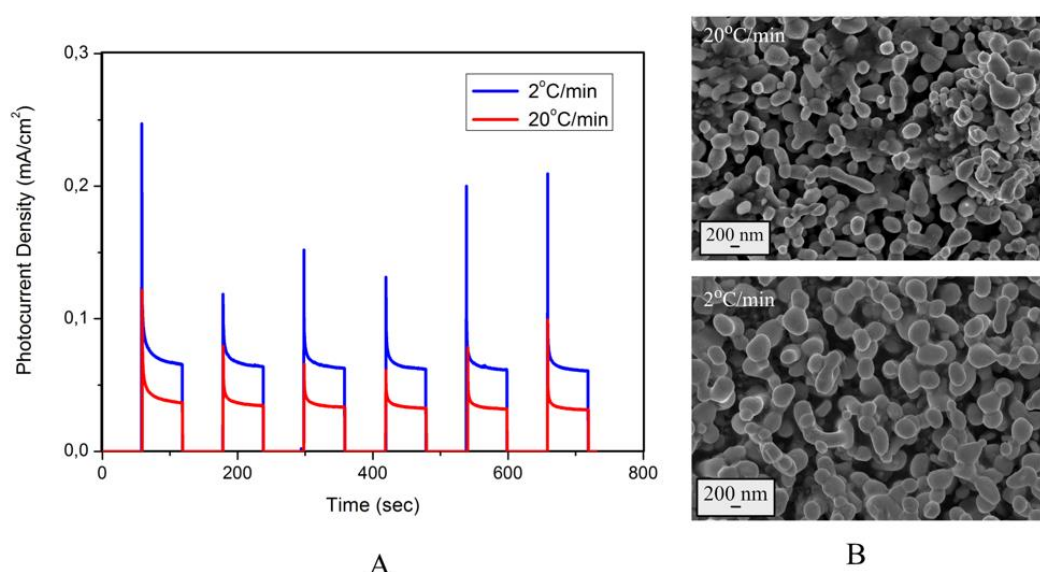 0,3
0,2
0,1
0,0
Photocurrent Density (mA/cm²)
2°C/min
20°C/min
0
200
400
600
800
Time (sec)
A
20°C/min
200 nm
2°C/min
200 nm
B